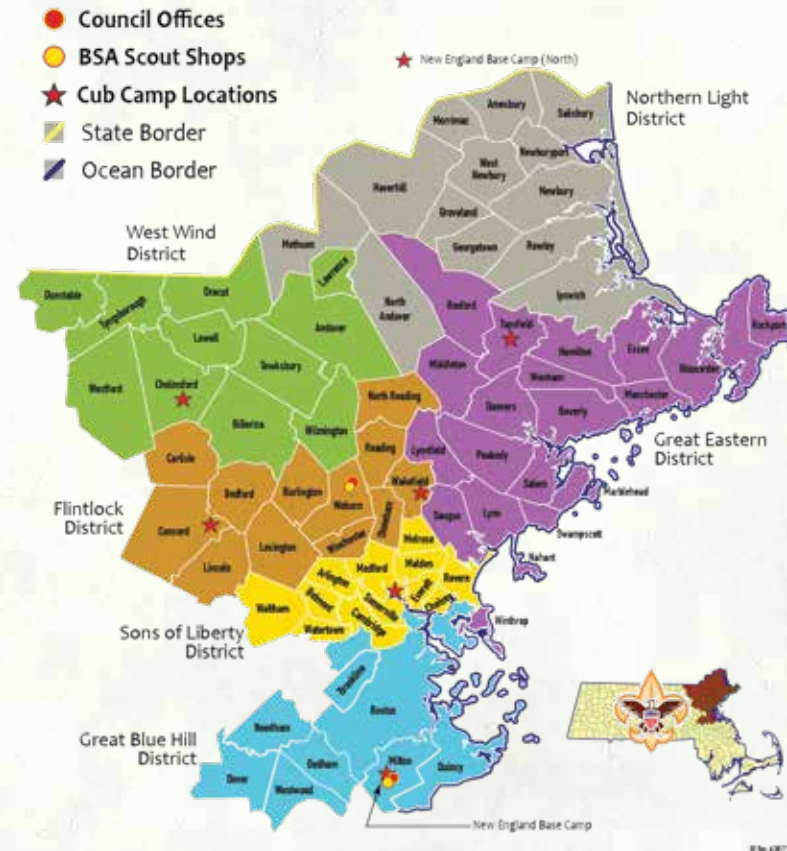 Council Offices
BSA Scout Shops
Cub Camp Locations
State Border
Ocean Border
New England Base Camp (North)
Northern Light
District
Amesbury
Salisbury
Merrimac
Newburyport
West
Newbury
Newbury
Haverhill
Groveland
Georgetown
Rowley
Ipswich
Methuen
North
Andover
West Wind
District
Dunstable
Tyngsborough
Dracut
Lawrence
Andover
Lowell
Tewksbury
Westford
Chelmsford
Billerica
Wilmington
Boxford
Topsfield
Middleton
Hamilton
Wenham
Essex
Gloucester
Rockport
Manchester
Danvers
Beverly
Lynnfield
Peabody
Salem
Marblehead
Saugus
Lynn
Swampscott
Nahant
Winthrop
Great Eastern
District
North Reading
Reading
Wakefield
Carlisle
Bedford
Burlington
Woburn
Stoneham
Concord
Lincoln
Lexington
Winchester
Flintlock
District
Melrose
Malden
Medford
Revere
Everett
Chelsea
Arlington
Somerville
Belmont
Cambridge
Waltham
Watertown
Sons of Liberty
District
Brookline
Boston
Needham
Dedham
Dover
Westwood
Milton
Quincy
Great Blue Hill
District
New England Base Camp